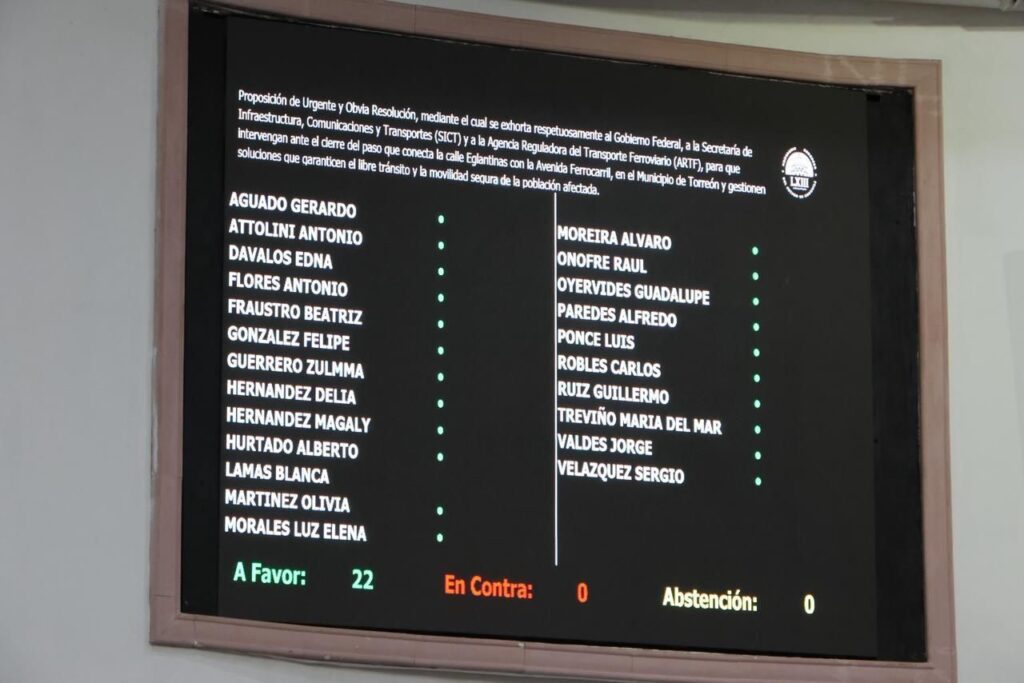 Proposición de Urgente y Obvia Resolución, mediante el cual se exhorta respetuosamente al Gobierno Federal, a la Secretaría de
Infraestructura, Comunicaciones y Transportes (SICT) y a la Agencia Reguladora del Transporte Ferroviario (ARTF), para que
intervengan ante el cierre del paso que conecta la calle Eglantinas con la Avenida Ferrocarril, en el Municipio de Torreón y gestionen
soluciones que garanticen el libre tránsito y la movilidad segura de la población afectada.
LXIII
AGUADO GERARDO
ATTOLINI ANTONIO
DAVALOS EDNA
FLORES ANTONIO
FRAUSTRO BEATRIZ
GONZALEZ FELIPE
GUERRERO ZULMMA
HERNANDEZ DELIA
HERNANDEZ MAGALY
HURTADO ALBERTO
LAMAS BLANCA
MARTINEZ OLIVIA
MORALES LUZ ELENA
MOREIRA ALVARO
ONOFRE RAUL
OYERVIDES GUADALUPE
PAREDES ALFREDO
PONCE LUIS
ROBLES CARLOS
RUIZ GUILLERMO
TREVIÑO MARIA DEL MAR
VALDES JORGE
VELAZQUEZ SERGIO
A Favor: 22 En Contra: 0 Abstención: 0